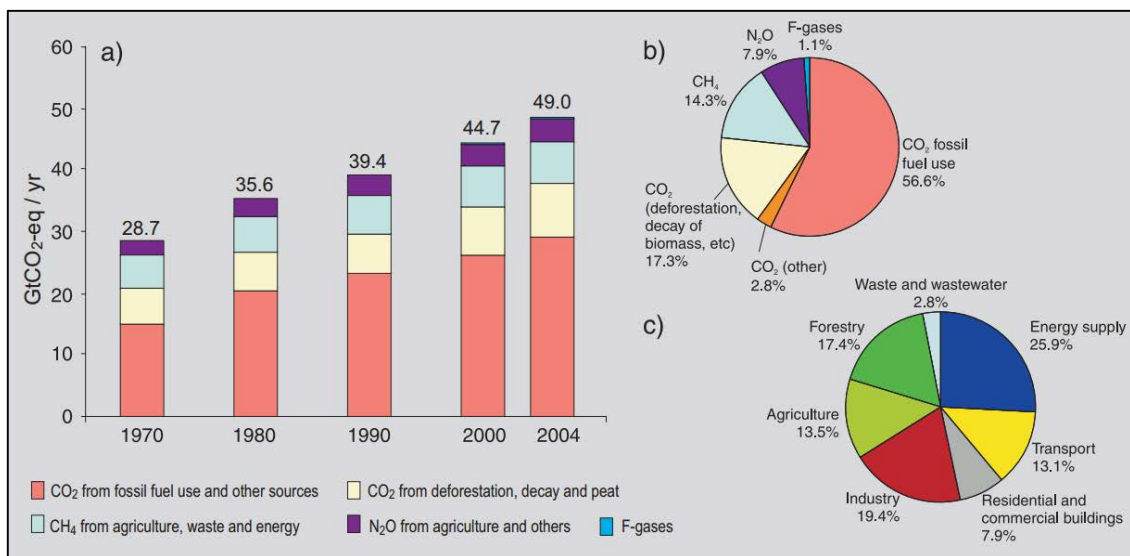 a)
GtCO₂-eq / yr
60
50
40
30
20
10
0
28.7
35.6
39.4
44.7
49.0
1970
1980
1990
2000
2004
CO₂ from fossil fuel use and other sources
CO₂ from deforestation, decay and peat
CH₄ from agriculture, waste and energy
N₂O from agriculture and others
F-gases
b)
F-gases
1.1%
N₂O
7.9%
CH₄
14.3%
CO₂ fossil
fuel use
56.6%
CO₂
(deforestation,
decay of
biomass, etc)
17.3%
CO₂ (other)
2.8%
c)
Waste and wastewater
2.8%
Forestry
17.4%
Energy supply
25.9%
Agriculture
13.5%
Transport
13.1%
Industry
19.4%
Residential and
commercial buildings
7.9%